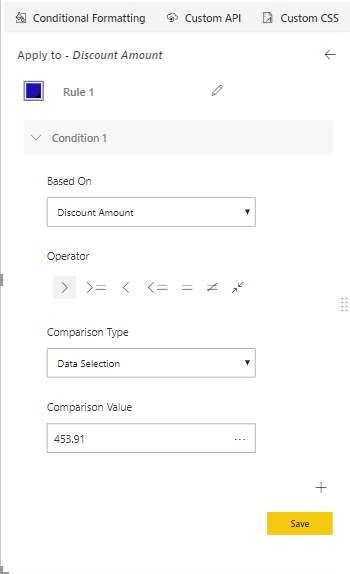 Conditional Formatting Custom API Custom CSS
Apply to - Discount Amount
Rule 1
Condition 1
Based On
Discount Amount
Operator
> >= < <= = ≠
Comparison Type
Data Selection
Comparison Value
453.91 ...
+
Save